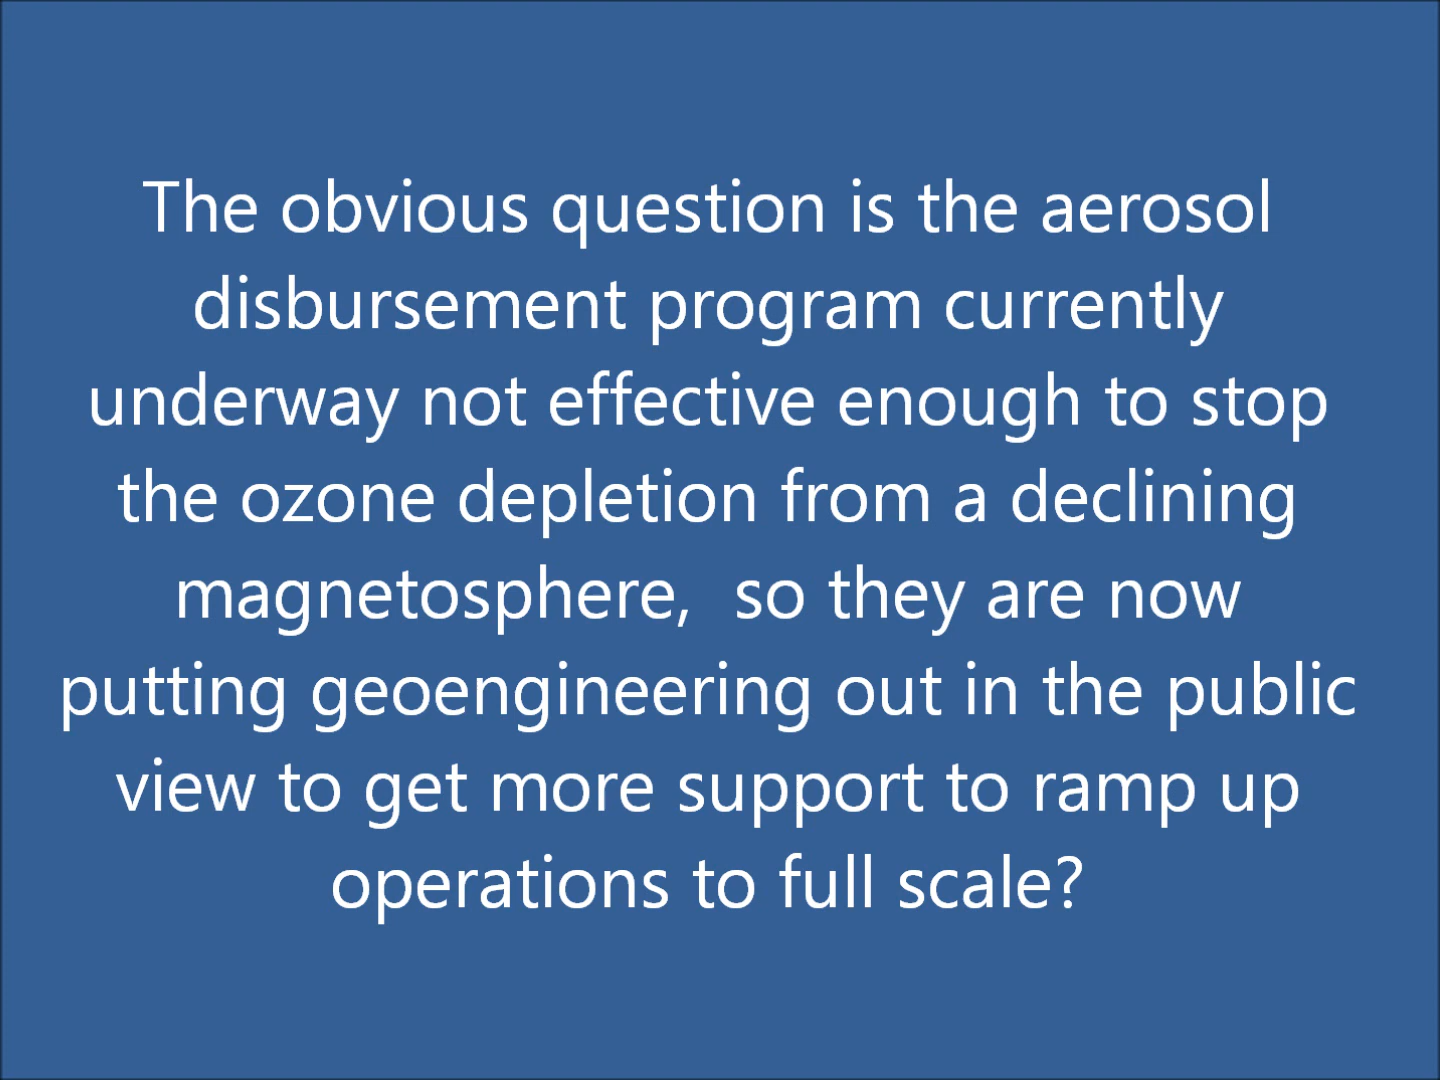 The obvious question is the aerosol
disbursement program currently
underway not effective enough to stop
the ozone depletion from a declining
magnetosphere,  so they are now
putting geoengineering out in the public
view to get more support to ramp up
operations to full scale?